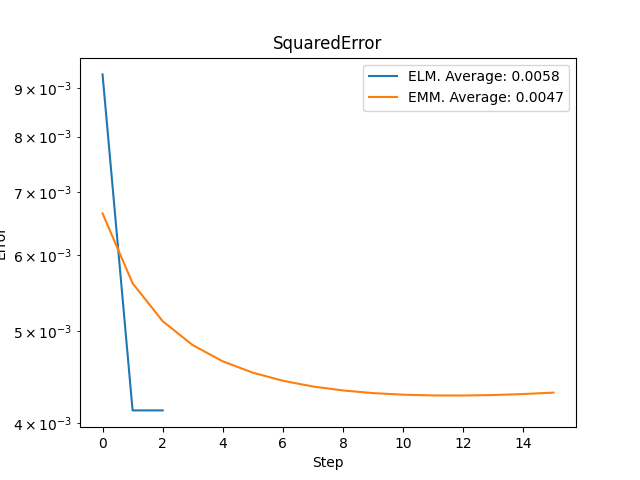 SquaredError
ELM. Average: 0.0058
EMM. Average: 0.0047
9 × 10⁻³
8 × 10⁻³
7 × 10⁻³
6 × 10⁻³
5 × 10⁻³
4 × 10⁻³
Error
0 2 4 6 8 10 12 14
Step